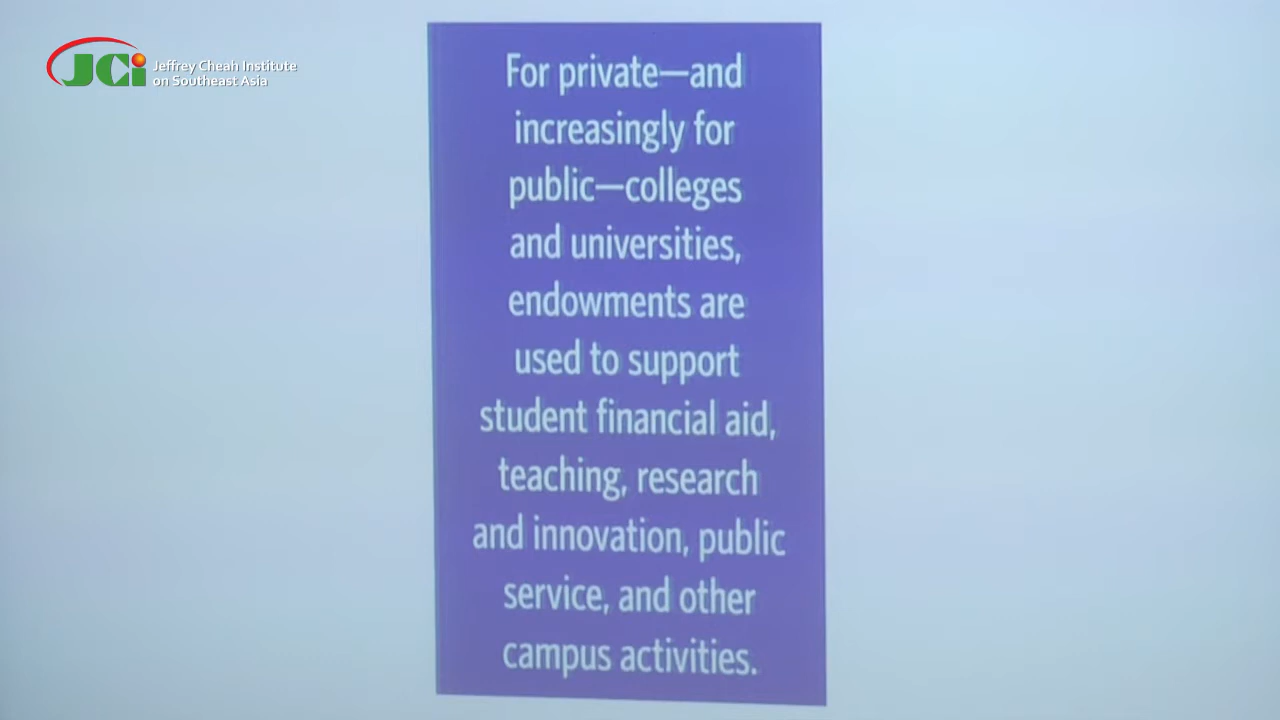 JCi Jeffrey Cheah Institute
on Southeast Asia
For private—and
increasingly for
public—colleges
and universities,
endowments are
used to support
student financial aid,
teaching, research
and innovation, public
service, and other
campus activities.